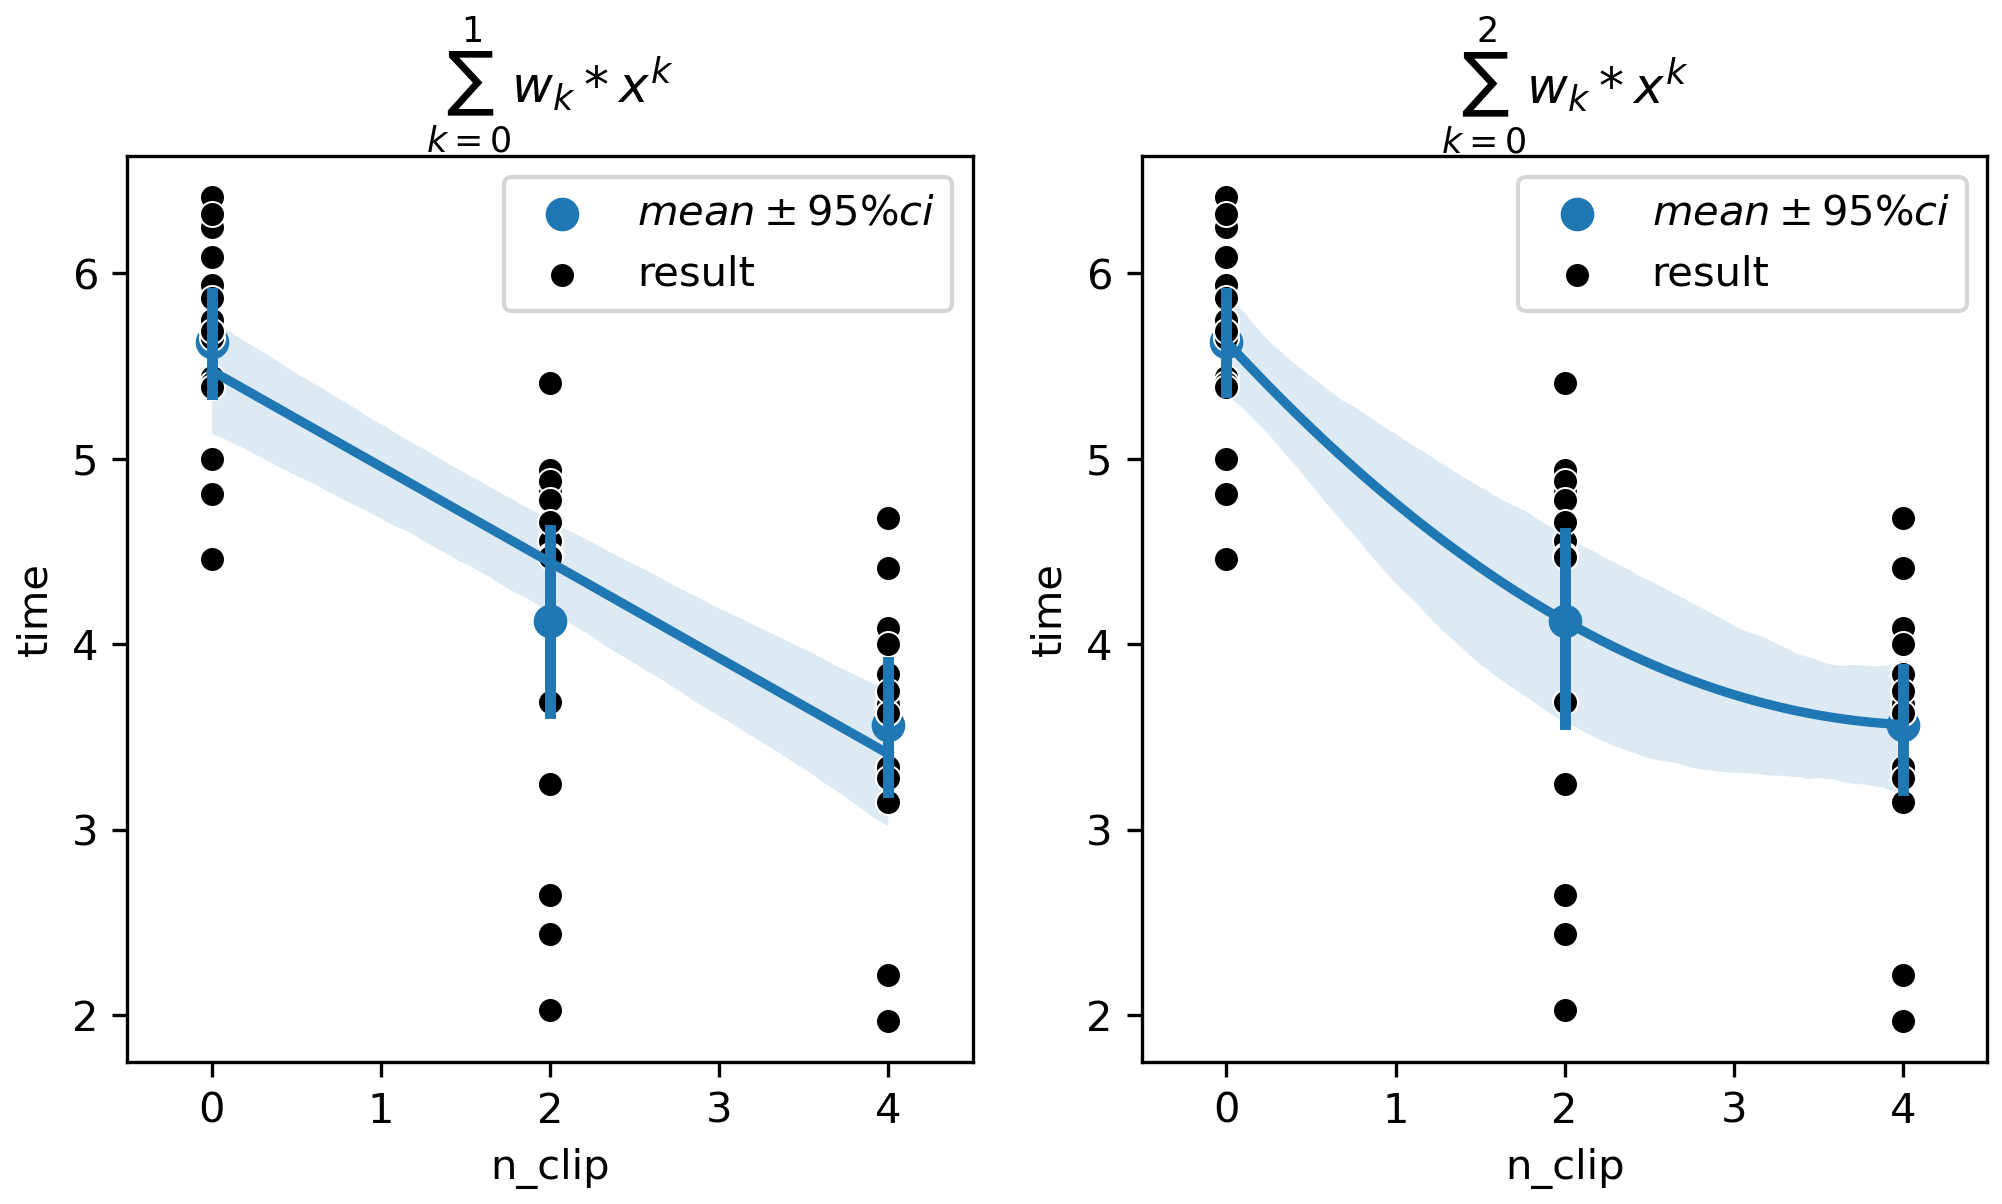 1
∑ w_k * x^k
k = 0
mean ± 95%ci
result
6
5
4
3
2
time
0 1 2 3 4
n_clip
2
∑ w_k * x^k
k = 0
mean ± 95%ci
result
6
5
4
3
2
time
0 1 2 3 4
n_clip